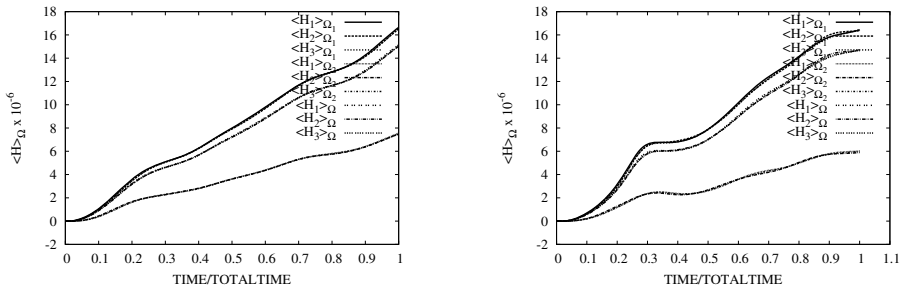 18
16
14
12
10
8
6
4
2
0
-2
<H>Ω x 10⁻⁶
<H₁>Ω₁
<H₂>Ω₁
<H₃>Ω₁
<H₁>Ω₂
<H₂>Ω₂
<H₃>Ω₂
<H₁>Ω
<H₂>Ω
<H₃>Ω
0 0.1 0.2 0.3 0.4 0.5 0.6 0.7 0.8 0.9 1
TIME/TOTALTIME
18
16
14
12
10
8
6
4
2
0
-2
<H>Ω x 10⁻⁶
<H₁>Ω₁
<H₂>Ω₁
<H₃>Ω₁
<H₁>Ω₂
<H₂>Ω₂
<H₃>Ω₂
<H₁>Ω
<H₂>Ω
<H₃>Ω
0 0.1 0.2 0.3 0.4 0.5 0.6 0.7 0.8 0.9 1 1.1
TIME/TOTALTIME